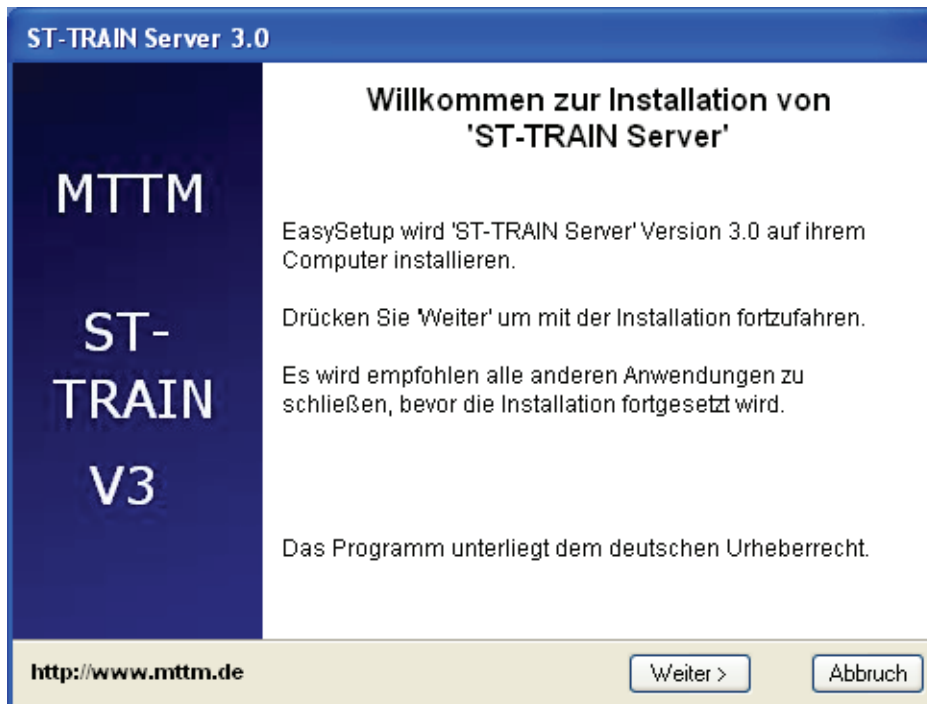 ST-TRAIN Server 3.0
MTTM
ST-
TRAIN
V3
Willkommen zur Installation von
'ST-TRAIN Server'
EasySetup wird 'ST-TRAIN Server' Version 3.0 auf ihrem
Computer installieren.
Drücken Sie 'Weiter' um mit der Installation fortzufahren.
Es wird empfohlen alle anderen Anwendungen zu
schließen, bevor die Installation fortgesetzt wird.
Das Programm unterliegt dem deutschen Urheberrecht.
http://www.mttm.de
Weiter >
Abbruch